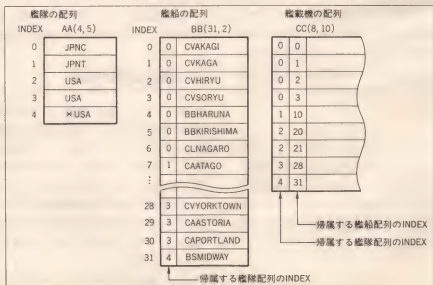 艦隊の配列
INDEX AA(4,5)
0 JPNC
1 JPNT
2 USA
3 USA
4 ※USA
艦船の配列
INDEX BB(31,2)
0 0 CVAKAGI
1 0 CVKAGA
2 0 CVHIRYU
3 0 CVSORYU
4 0 BBHARUNA
5 0 BBKIRISHIMA
6 0 CLNAGARO
7 1 CAATAGO
⋮
28 3 CVYORKTOWN
29 3 CAASTORIA
30 3 CAPORTLAND
31 4 BSMIDWAY
帰属する艦隊配列のINDEX
艦載機の配列
CC(8,10)
0 0
0 1
0 2
0 3
1 10
2 20
2 21
3 28
4 31
帰属する艦船配列のINDEX
帰属する艦隊配列のINDEX